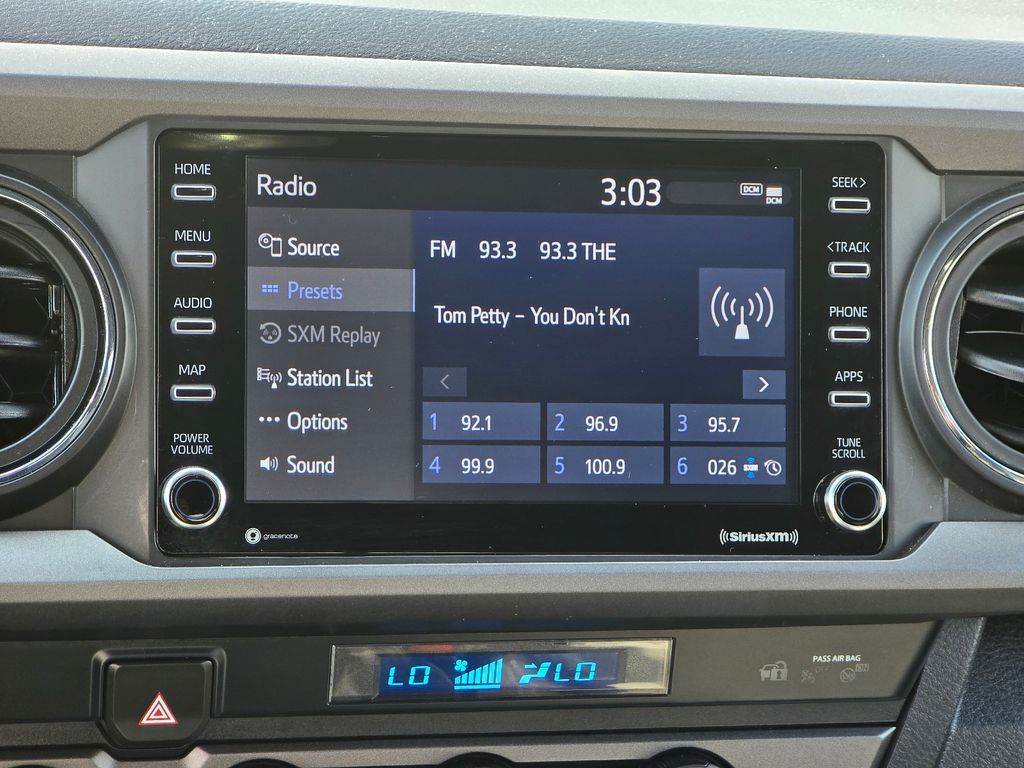 HOME
MENU
AUDIO
MAP
POWER
VOLUME
Radio
3:03
DCM
DCM
Source
Presets
SXM Replay
Station List
Options
Sound
FM 93.3 93.3 THE
Tom Petty - You Don't Kn
< >
1 92.1 2 96.9 3 95.7
4 99.9 5 100.9 6 026 SXM
SEEK>
<TRACK
PHONE
APPS
TUNE
SCROLL
gracenote
((SiriusXM))
LO LO
PASS AIR BAG